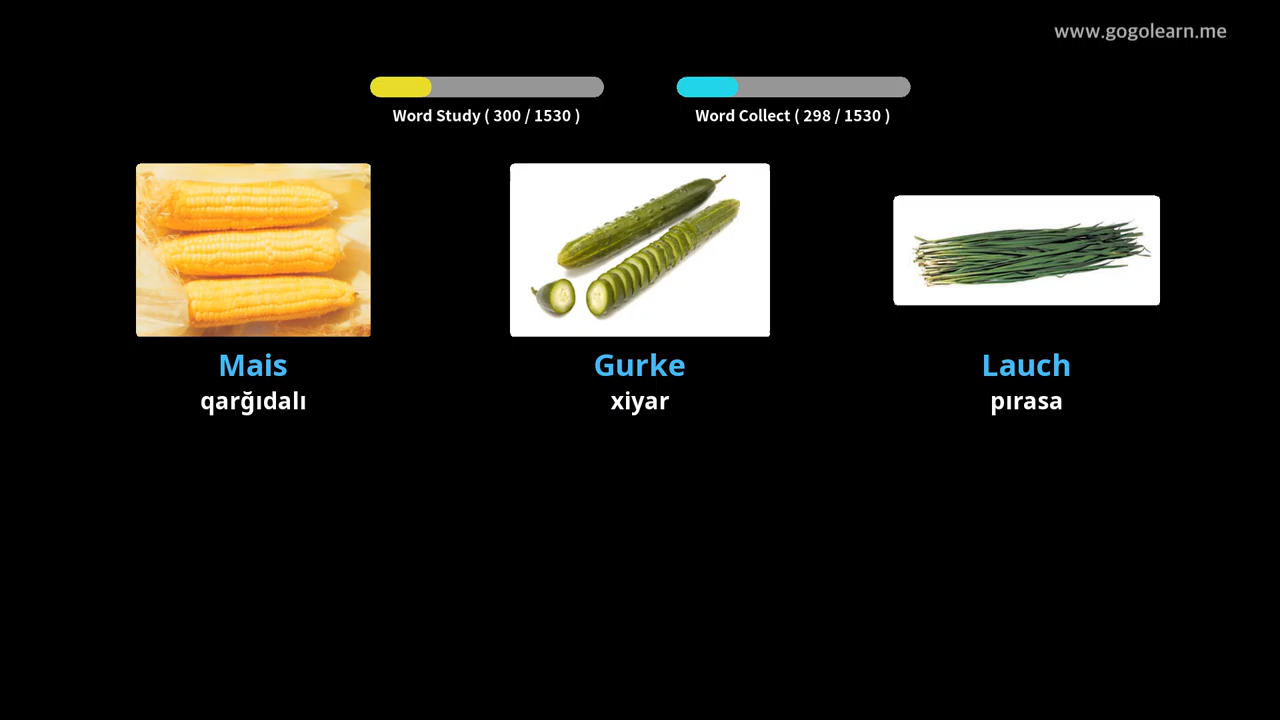 www.gogolearn.me
Word Study ( 300 / 1530 )
Word Collect ( 298 / 1530 )
Mais
qarğıdalı
Gurke
xiyar
Lauch
pırasa